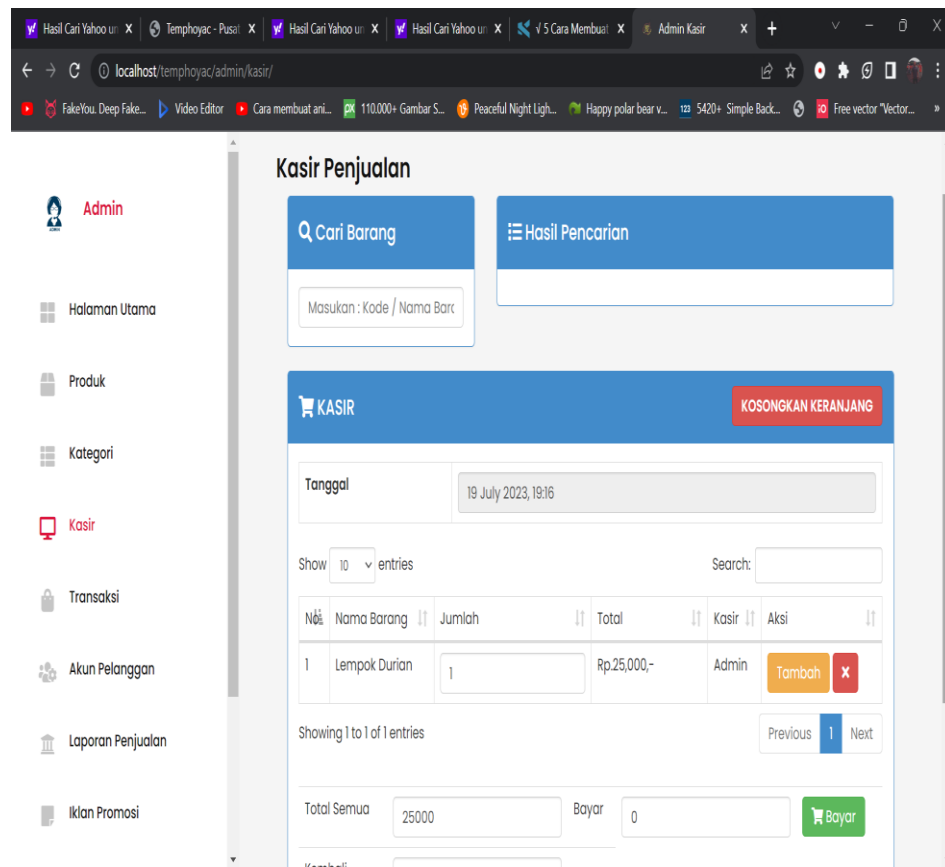 Hasil Cari Yahoo un
Temphoyac - Pusat
Hasil Cari Yahoo un
Hasil Cari Yahoo un
√ 5 Cara Membuat
Admin Kasir
localhost/temphoyac/admin/kasir/
FakeYou. Deep Fake...
Video Editor
Cara membuat ani...
110.000+ Gambar S...
Peaceful Night Ligh...
Happy polar bear v...
5420+ Simple Back...
Free vector "Vector...
Admin
Halaman Utama
Produk
Kategori
Kasir
Transaksi
Akun Pelanggan
Laporan Penjualan
Iklan Promosi
Kasir Penjualan
Cari Barang
Masukan : Kode / Nama Barc
Hasil Pencarian
KASIR
KOSONGKAN KERANJANG
Tanggal
19 July 2023, 19:16
Show 10 entries
Search:
No Nama Barang Jumlah Total Kasir Aksi
1 Lempok Durian 1 Rp.25,000,- Admin Tambah x
Showing 1 to 1 of 1 entries
Previous 1 Next
Total Semua 25000 Bayar 0 Bayar
Kembali